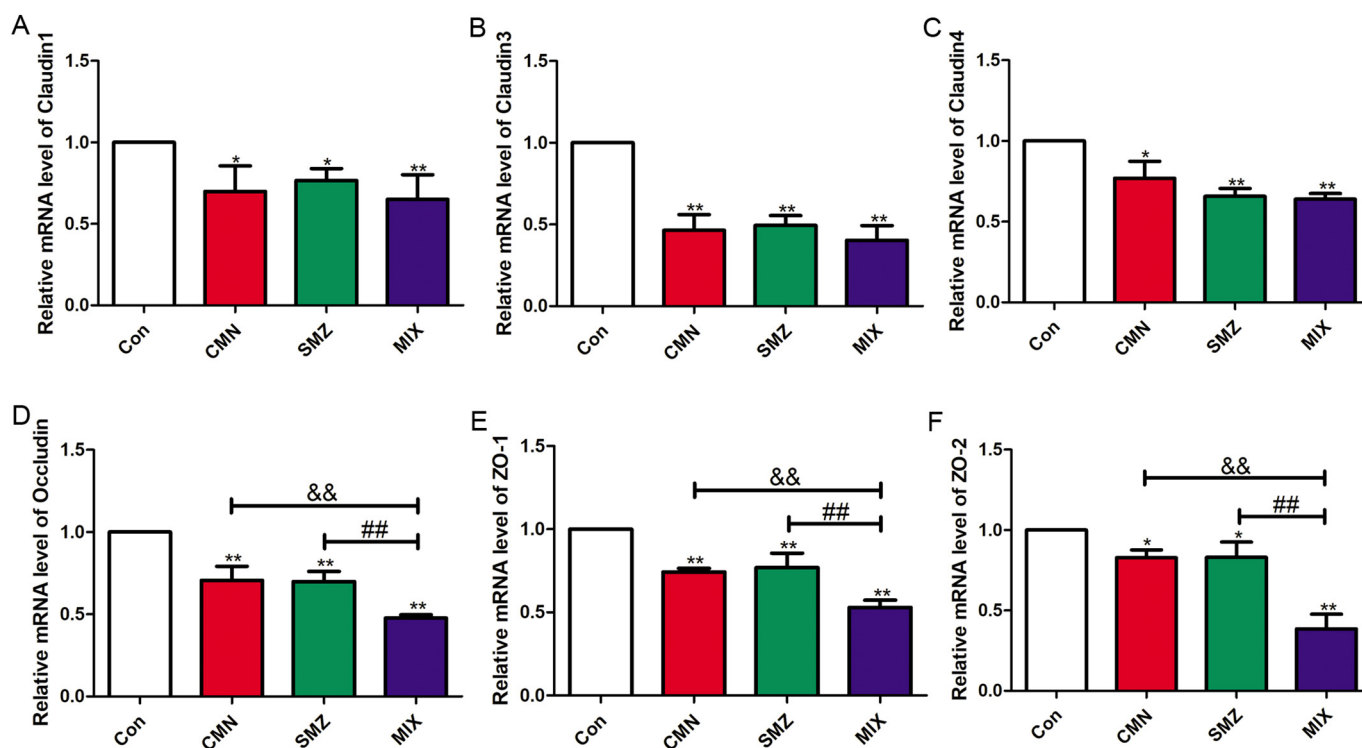 A
Relative mRNA level of Claudin1
1.5
1.0
0.5
0.0
*
*
**
Con
CMN
SMZ
MIX
B
Relative mRNA level of Claudin3
1.5
1.0
0.5
0.0
**
**
**
Con
CMN
SMZ
MIX
C
Relative mRNA level of Claudin4
1.5
1.0
0.5
0.0
*
**
**
Con
CMN
SMZ
MIX
D
Relative mRNA level of Occludin
1.5
1.0
0.5
0.0
&&
##
**
**
**
Con
CMN
SMZ
MIX
E
Relative mRNA level of ZO-1
1.5
1.0
0.5
0.0
&&
##
**
**
**
Con
CMN
SMZ
MIX
F
Relative mRNA level of ZO-2
1.5
1.0
0.5
0.0
&&
##
*
*
**
Con
CMN
SMZ
MIX